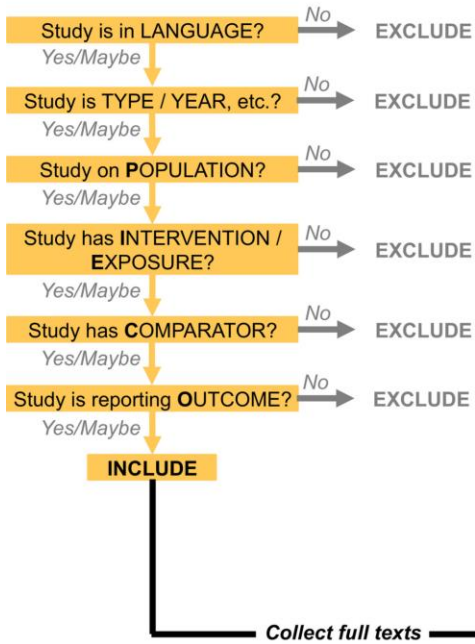 Study is in LANGUAGE?
No
EXCLUDE
Yes/Maybe
Study is TYPE / YEAR, etc.?
No
EXCLUDE
Yes/Maybe
Study on POPULATION?
No
EXCLUDE
Yes/Maybe
Study has INTERVENTION /
EXPOSURE?
No
EXCLUDE
Yes/Maybe
Study has COMPARATOR?
No
EXCLUDE
Yes/Maybe
Study is reporting OUTCOME?
No
EXCLUDE
Yes/Maybe
INCLUDE
Collect full texts